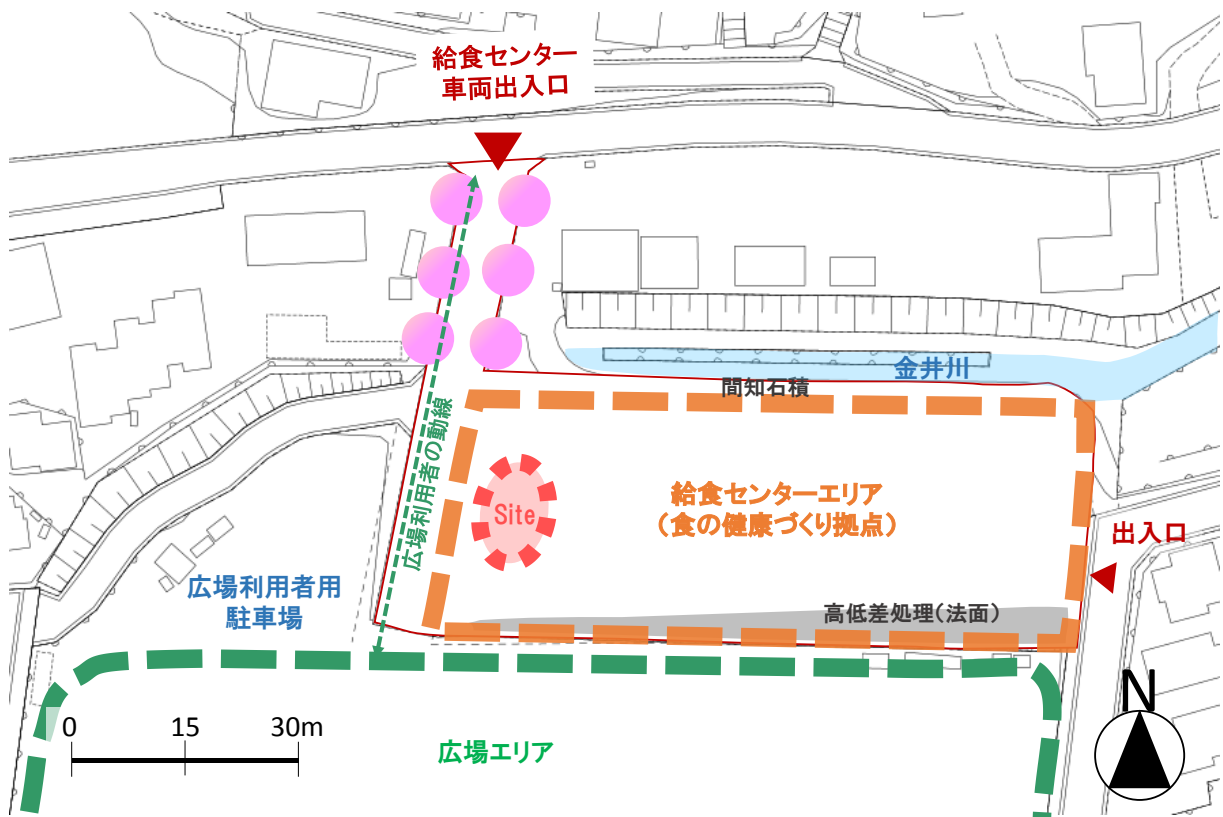 給食センター
車両出入口
金井川
間知石積
広場利用者の動線
Site
給食センターエリア
(食の健康づくり拠点)
出入口
広場利用者用
駐車場
高低差処理(法面)
N
0 15 30m
広場エリア